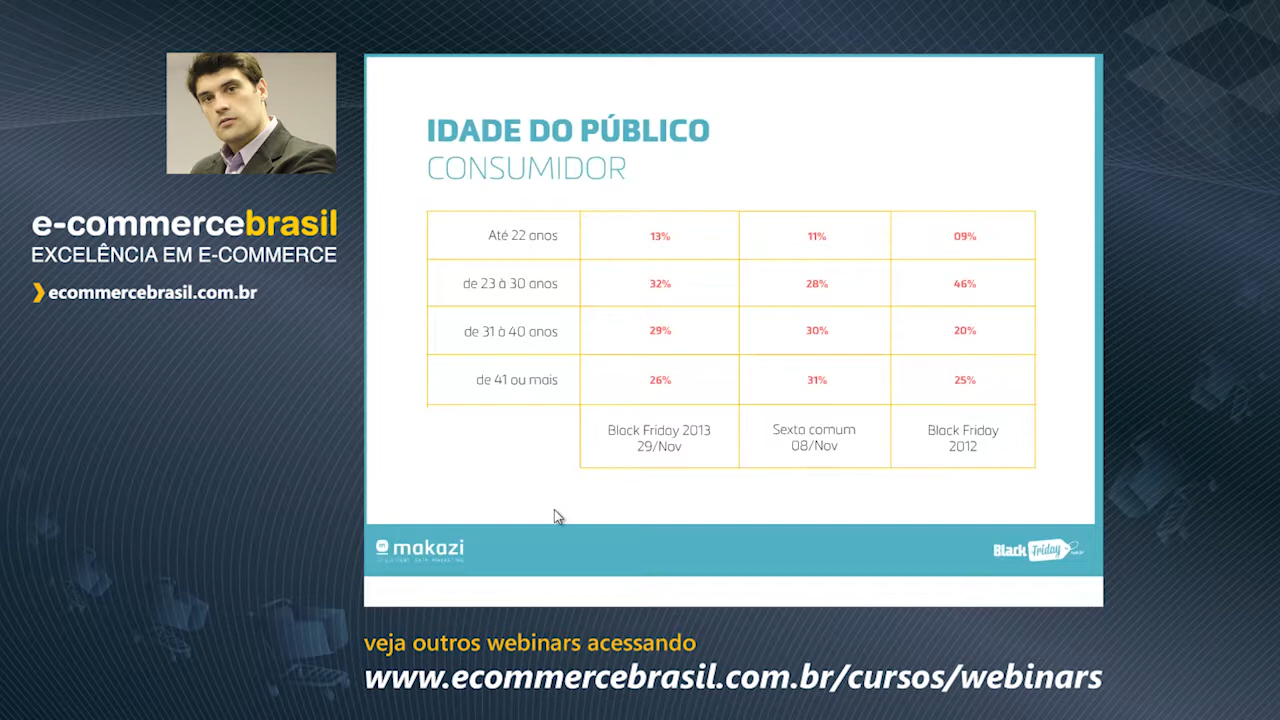 e-commercebrasil
EXCELÊNCIA EM E-COMMERCE
ecommercebrasil.com.br
IDADE DO PÚBLICO
CONSUMIDOR
Até 22 anos 13% 11% 09%
de 23 à 30 anos 32% 28% 46%
de 31 à 40 anos 29% 30% 20%
de 41 ou mais 26% 31% 25%
Black Friday 2013 Sexta comum Black Friday
29/Nov 08/Nov 2012
makazi
Black Friday
veja outros webinars acessando
www.ecommercebrasil.com.br/cursos/webinars